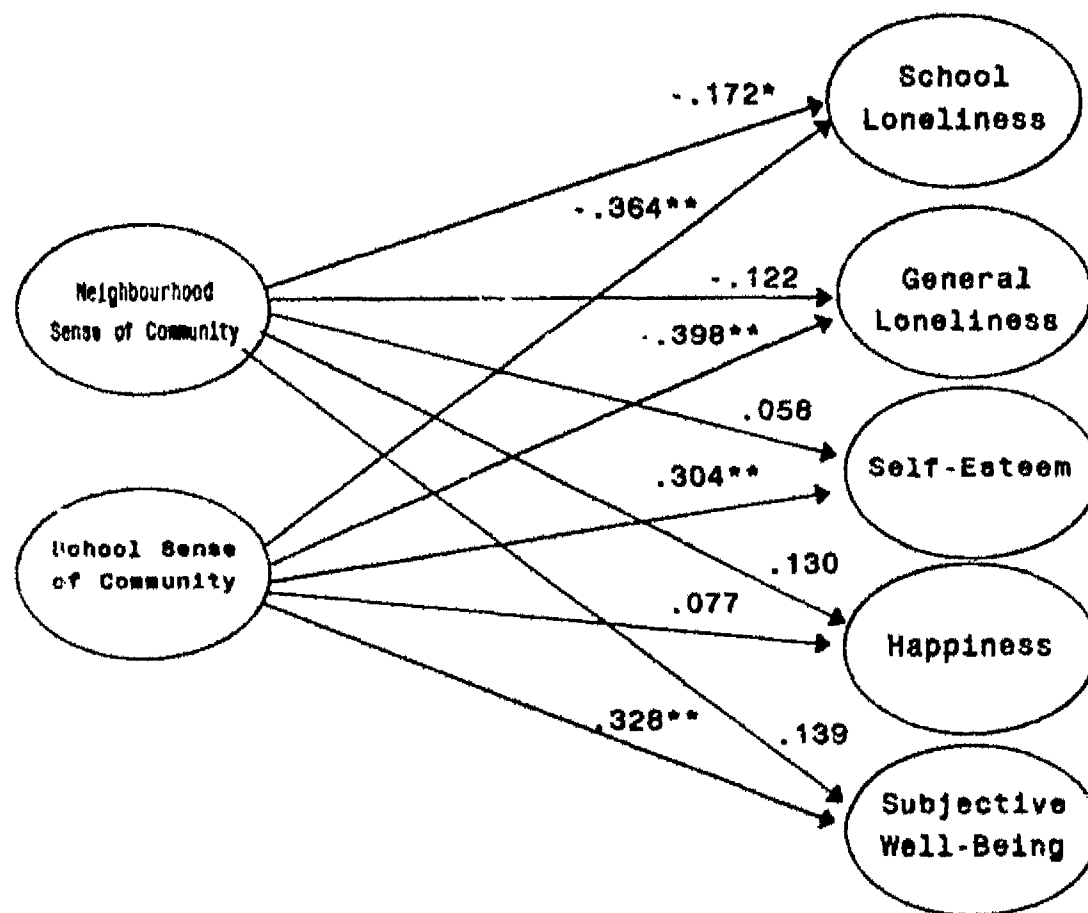 -.172*
School
Loneliness
-.364**
Neighbourhood
Sense of Community
-.122
General
Loneliness
-.398**
.058
Self-Esteem
.304**
School Sense
of Community
.130
.077
Happiness
.328**
.139
Subjective
Well-Being